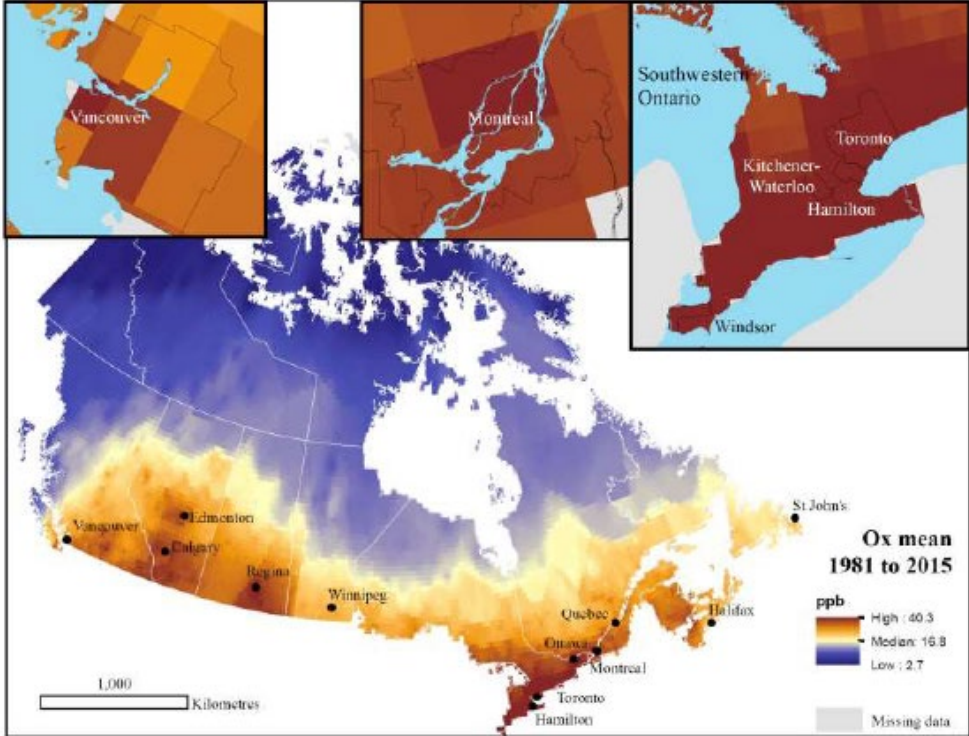 Vancouver
Montreal
Southwestern
Ontario
Toronto
Kitchener-
Waterloo
Hamilton
Windsor
Vancouver
Edmonton
Calgary
Regina
Winnipeg
Quebec
Ottawa
Montreal
Toronto
Hamilton
Halifax
St John's
Ox mean
1981 to 2015
ppb
High : 40.3
Median: 16.8
Low : 2.7
Missing data
1,000
Kilometres